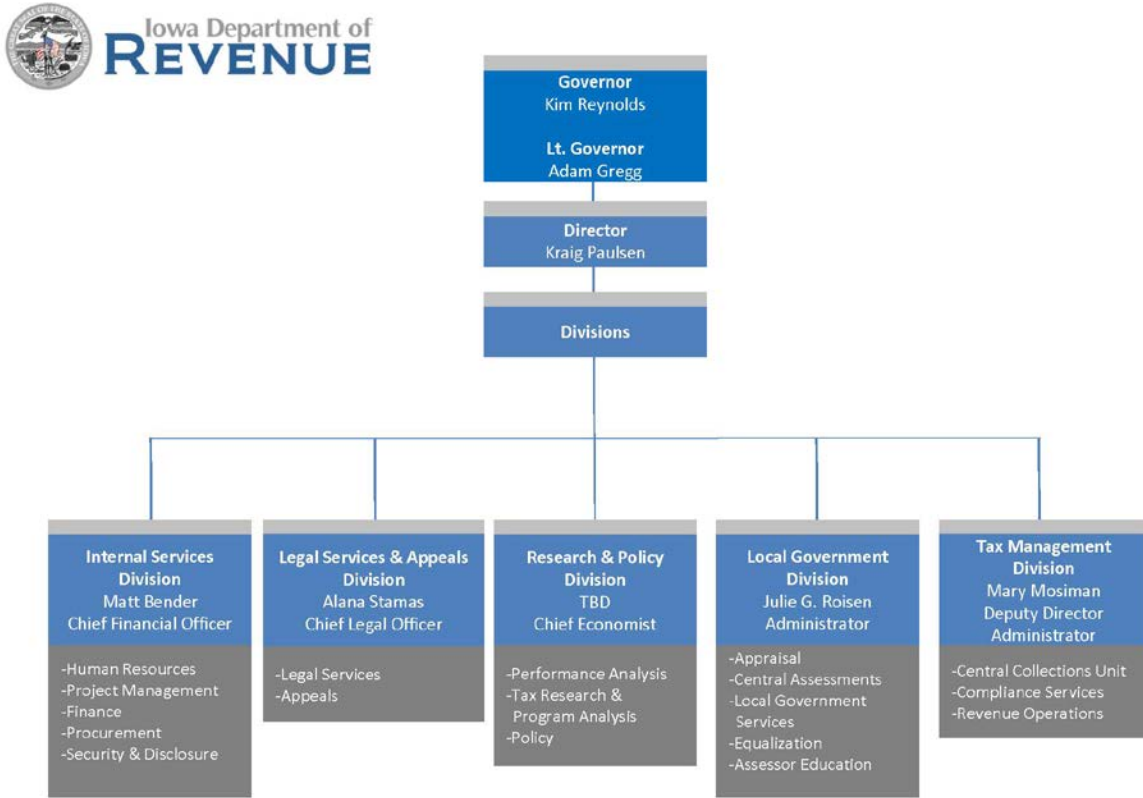 Iowa Department of
REVENUE
Governor
Kim Reynolds
Lt. Governor
Adam Gregg
Director
Kraig Paulsen
Divisions
Internal Services
Division
Matt Bender
Chief Financial Officer
-Human Resources
-Project Management
-Finance
-Procurement
-Security & Disclosure
Legal Services & Appeals
Division
Alana Stamas
Chief Legal Officer
-Legal Services
-Appeals
Research & Policy
Division
TBD
Chief Economist
-Performance Analysis
-Tax Research &
Program Analysis
-Policy
Local Government
Division
Julie G. Roisen
Administrator
-Appraisal
-Central Assessments
-Local Government
Services
-Equalization
-Assessor Education
Tax Management
Division
Mary Mosiman
Deputy Director
Administrator
-Central Collections Unit
-Compliance Services
-Revenue Operations